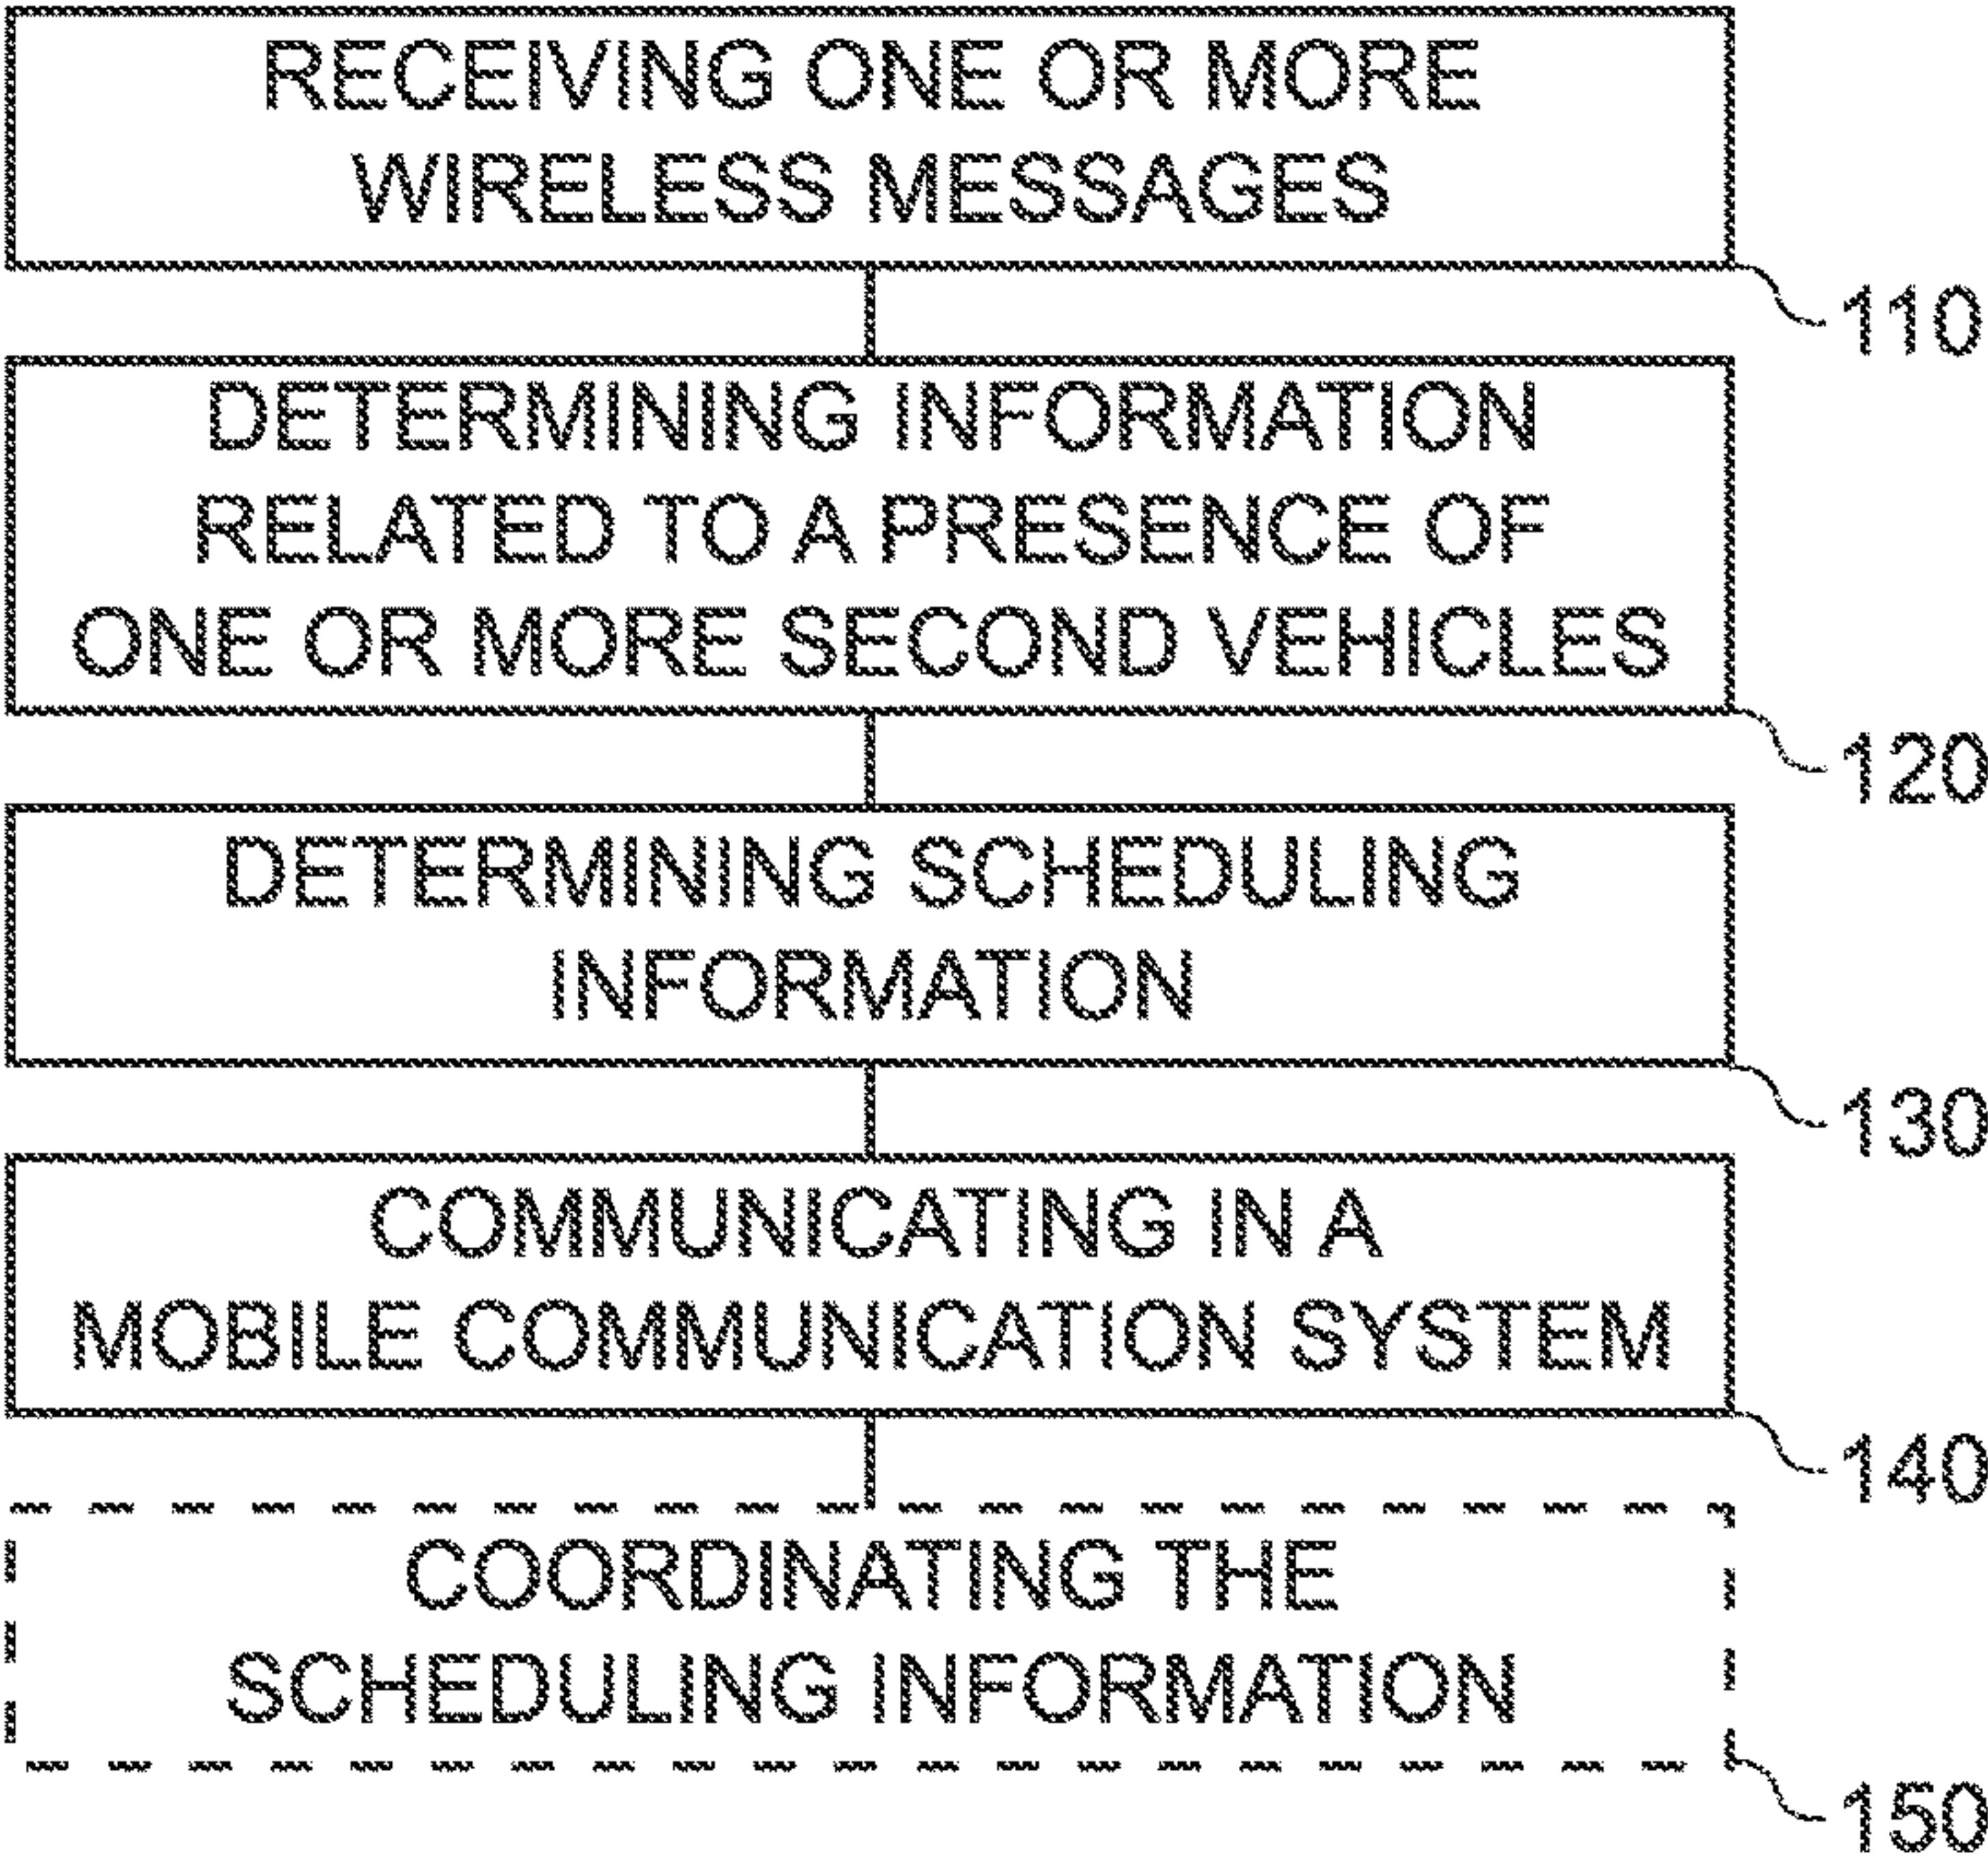 RECEIVING ONE OR MORE
WIRELESS MESSAGES
110
DETERMINING INFORMATION
RELATED TO A PRESENCE OF
ONE OR MORE SECOND VEHICLES
120
DETERMINING SCHEDULING
INFORMATION
130
COMMUNICATING IN A
MOBILE COMMUNICATION SYSTEM
140
COORDINATING THE
SCHEDULING INFORMATION
150